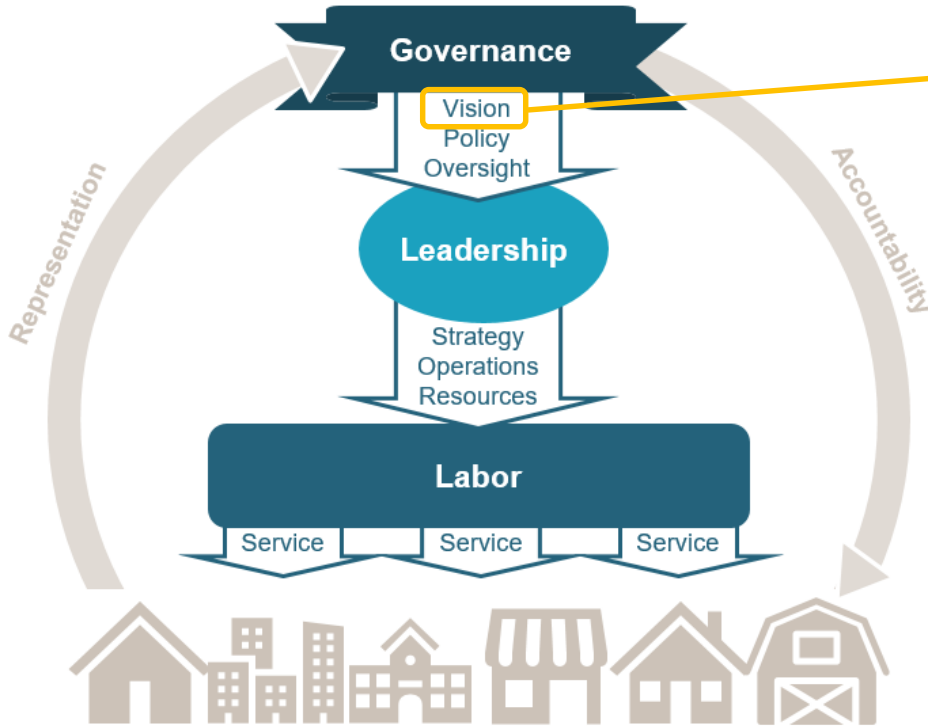 Governance
Vision
Policy
Oversight
Representation
Accountability
Leadership
Strategy
Operations
Resources
Labor
Service
Service
Service